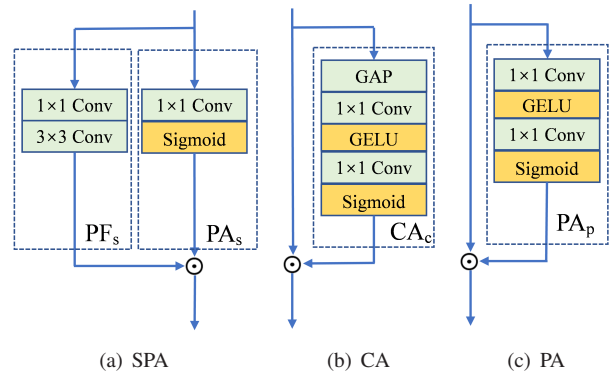 1×1 Conv
3×3 Conv
PFs
1×1 Conv
Sigmoid
PAs
GAP
1×1 Conv
GELU
1×1 Conv
Sigmoid
CAc
1×1 Conv
GELU
1×1 Conv
Sigmoid
PAp
(a) SPA
(b) CA
(c) PA